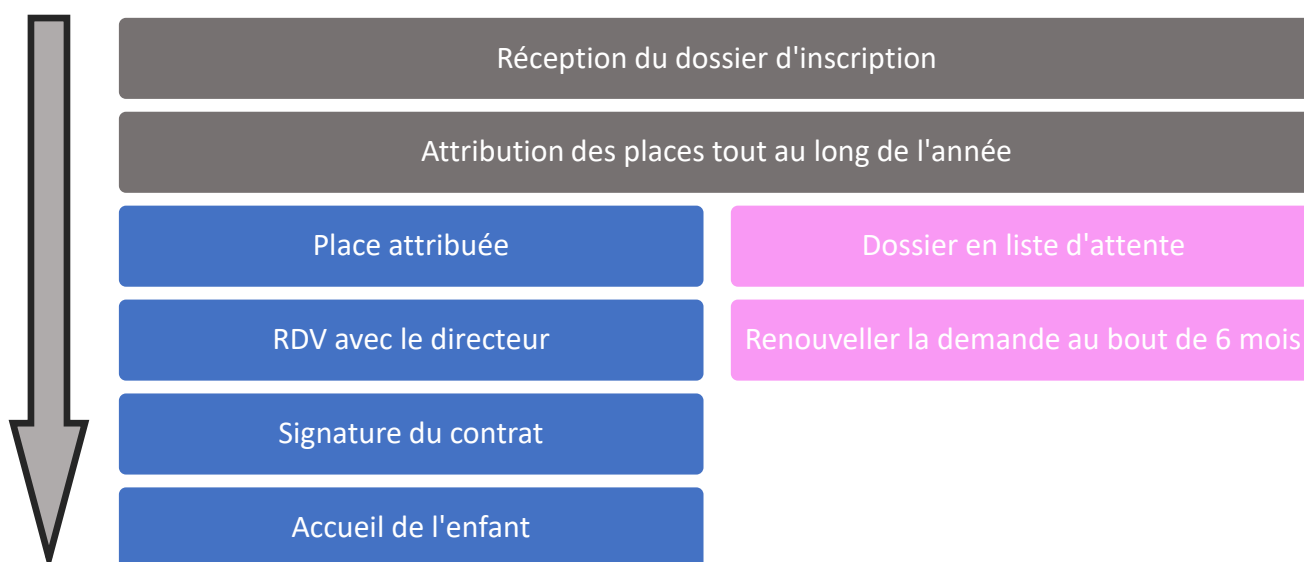 Réception du dossier d'inscription
Attribution des places tout au long de l'année
Place attribuée
Dossier en liste d'attente
RDV avec le directeur
Renouveller la demande au bout de 6 mois
Signature du contrat
Accueil de l'enfant